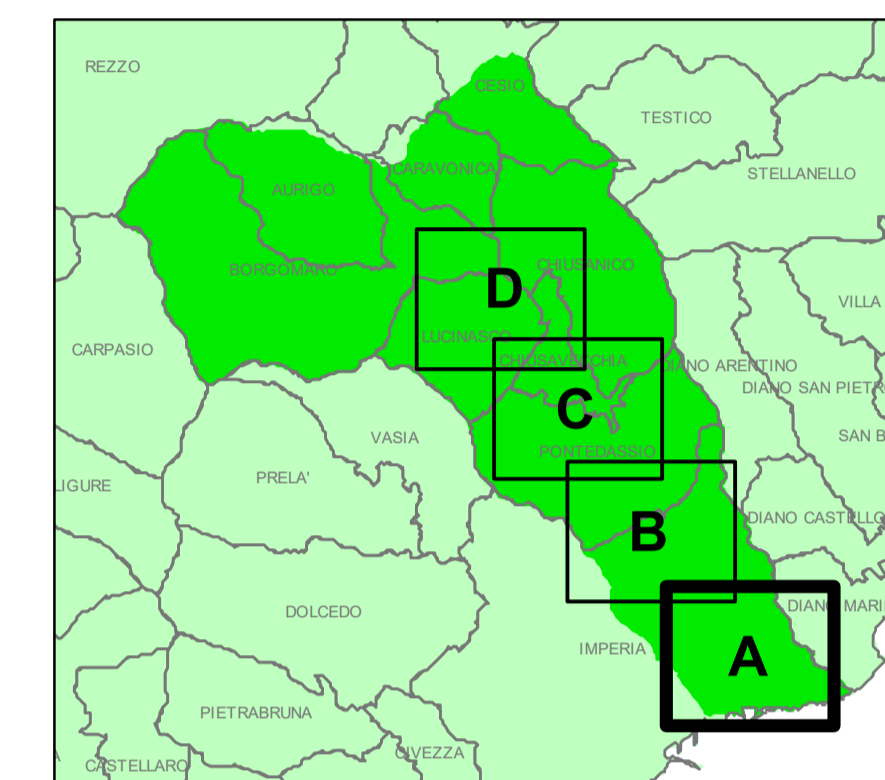 REZZO
CESIO
TESTICO
CARAVONICA
STELLANELLO
AURIGO
CHIUSANICO
BORGOMARO
D
VILLA
LUCINASCO
CARPASIO
CHIUSAVECCHIA
DIANO ARENTINO
DIANO SAN PIETR
C
VASIA
SAN B
PONTEDASSIO
PRELA'
LIGURE
DIANO CASTELLO
B
DIANO MARI
DOLCEDO
IMPERIA
A
PIETRABRUNA
CIVEZZA
CASTELLARO